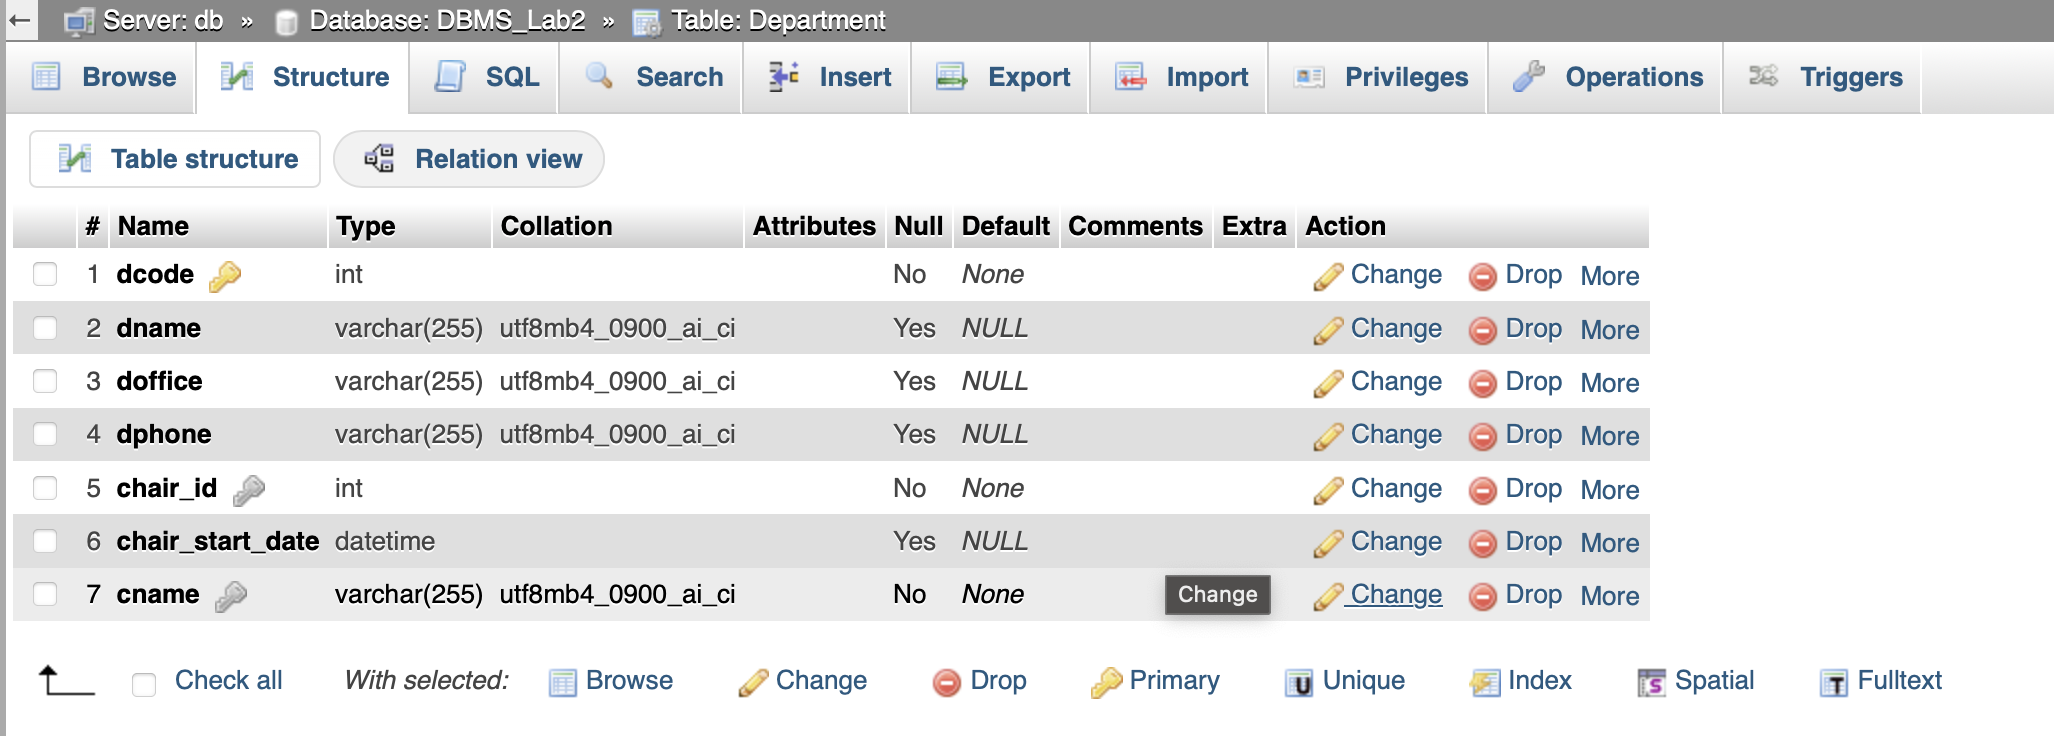 ← Server: db » Database: DBMS_Lab2 » Table: Department
Browse Structure SQL Search Insert Export Import Privileges Operations Triggers
Table structure Relation view
# Name Type Collation Attributes Null Default Comments Extra Action
1 dcode int No None Change Drop More
2 dname varchar(255) utf8mb4_0900_ai_ci Yes NULL Change Drop More
3 doffice varchar(255) utf8mb4_0900_ai_ci Yes NULL Change Drop More
4 dphone varchar(255) utf8mb4_0900_ai_ci Yes NULL Change Drop More
5 chair_id int No None Change Drop More
6 chair_start_date datetime Yes NULL Change Drop More
7 cname varchar(255) utf8mb4_0900_ai_ci No None Change Change Drop More
Check all With selected: Browse Change Drop Primary Unique Index Spatial Fulltext